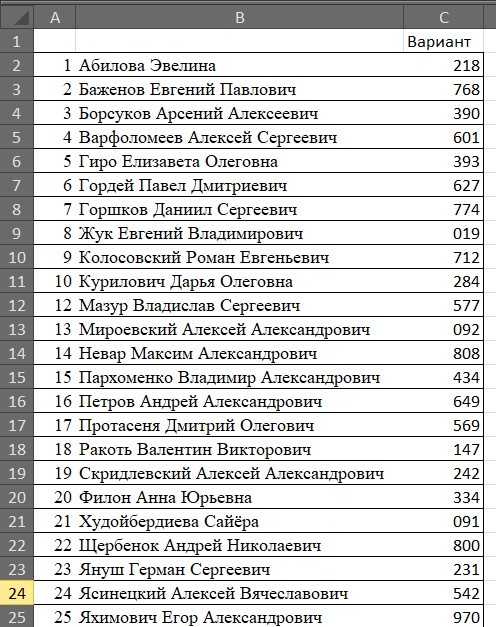 A B C
1 Вариант
2 1 Абилова Эвелина 218
3 2 Баженов Евгений Павлович 768
4 3 Борсуков Арсений Алексеевич 390
5 4 Варфоломеев Алексей Сергеевич 601
6 5 Гиро Елизавета Олеговна 393
7 6 Гордей Павел Дмитриевич 627
8 7 Горшков Даниил Сергеевич 774
9 8 Жук Евгений Владимирович 019
10 9 Колосовский Роман Евгеньевич 712
11 10 Курилович Дарья Олеговна 284
12 12 Мазур Владислав Сергеевич 577
13 13 Мироевский Алексей Александрович 092
14 14 Невар Максим Александрович 808
15 15 Пархоменко Владимир Александрович 434
16 16 Петров Андрей Александрович 649
17 17 Протасеня Дмитрий Олегович 569
18 18 Ракоть Валентин Викторович 147
19 19 Скридлевский Алексей Александрович 242
20 20 Филон Анна Юрьевна 334
21 21 Худойбердиева Сайёра 091
22 22 Щербенок Андрей Николаевич 800
23 23 Януш Герман Сергеевич 231
24 24 Ясинецкий Алексей Вячеславович 542
25 25 Яхимович Егор Александрович 970